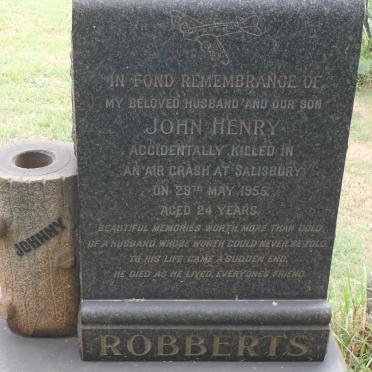 IN FOND REMEMBRANCE OF
MY BELOVED HUSBAND AND OUR SON
JOHN HENRY
ACCIDENTALLY KILLED IN
AN AIR CRASH AT SALISBURY
ON 29TH MAY 1955.
AGED 24 YEARS
BEAUTIFUL MEMORIES WORTH MORE THAN GOLD,
OF A HUSBAND WHOSE WORTH COULD NEVER BE TOLD,
TO HIS LIFE CAME A SUDDEN END,
HE DIED AS HE LIVED, EVERYONES FRIEND.
ROBBERTS
JOHNNY